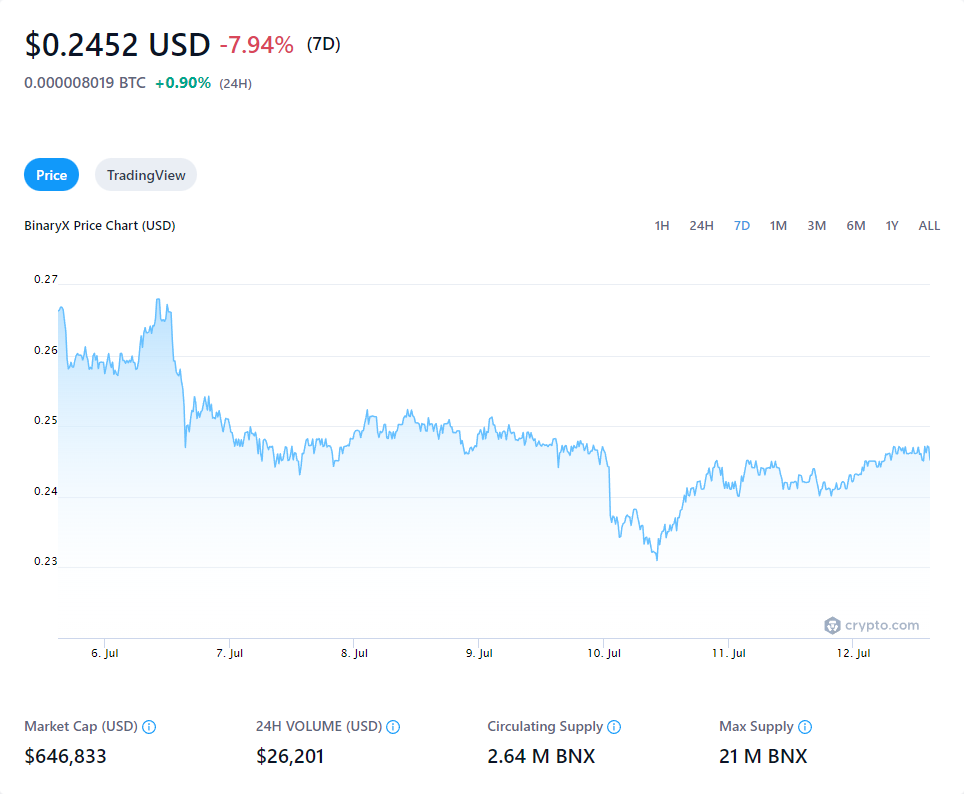 $0.2452 USD -7.94% (7D)
0.000008019 BTC +0.90% (24H)
Price TradingView
BinaryX Price Chart (USD) 1H 24H 7D 1M 3M 6M 1Y ALL
0.27
0.26
0.25
0.24
0.23
crypto.com
6. Jul 7. Jul 8. Jul 9. Jul 10. Jul 11. Jul 12. Jul
Market Cap (USD) 24H VOLUME (USD) Circulating Supply Max Supply
$646,833 $26,201 2.64 M BNX 21 M BNX